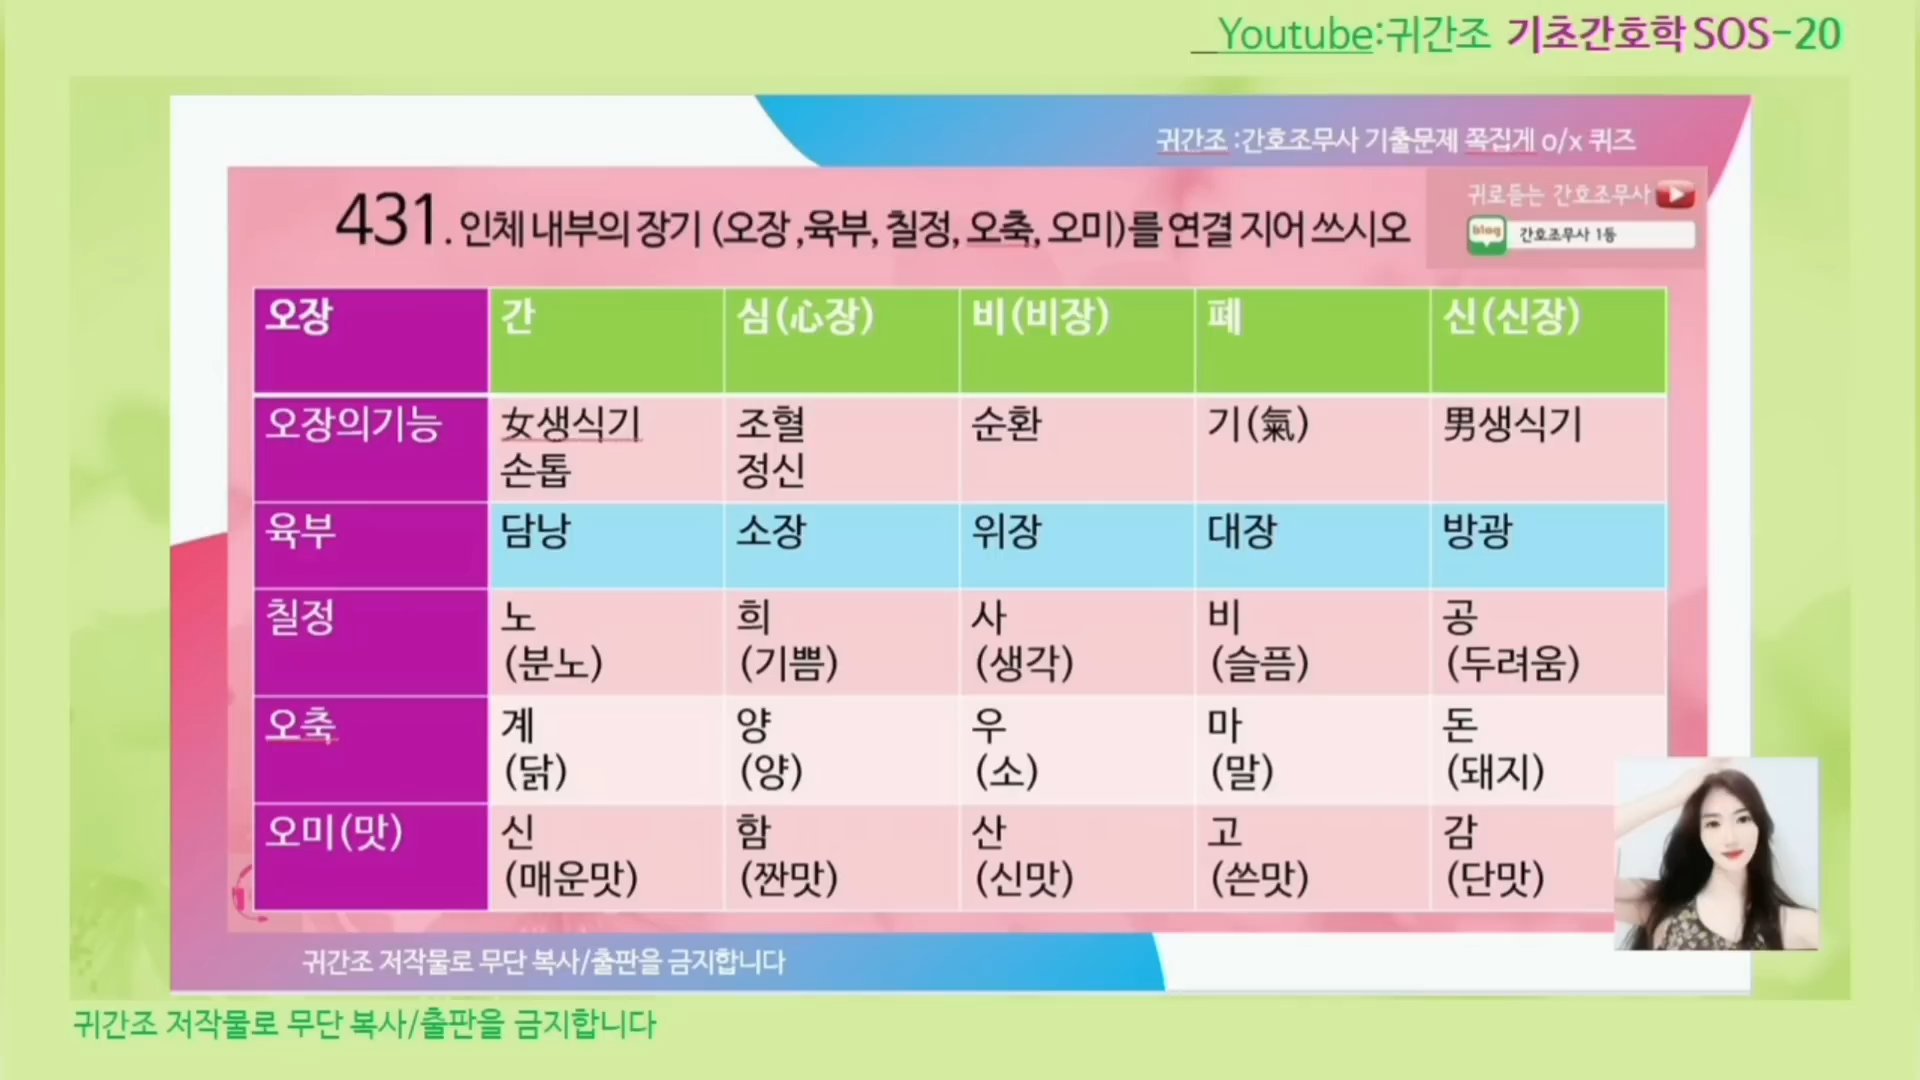 Youtube:귀간조 기초간호학 SOS-20
귀간조 :간호조무사 기출문제 쪽집게 o/x 퀴즈
431. 인체 내부의 장기 (오장 ,육부, 칠정, 오축, 오미)를 연결 지어 쓰시오
귀로듣는 간호조무사
blog 간호조무사 1등
오장 간 심(心장) 비(비장) 폐 신(신장)
오장의기능 女생식기 조혈 순환 기(氣) 男생식기
손톱 정신
육부 담낭 소장 위장 대장 방광
칠정 노 희 사 비 공
(분노) (기쁨) (생각) (슬픔) (두려움)
오축 계 양 우 마 돈
(닭) (양) (소) (말) (돼지)
오미(맛) 신 함 산 고 감
(매운맛) (짠맛) (신맛) (쓴맛) (단맛)
귀간조 저작물로 무단 복사/출판을 금지합니다
귀간조 저작물로 무단 복사/출판을 금지합니다